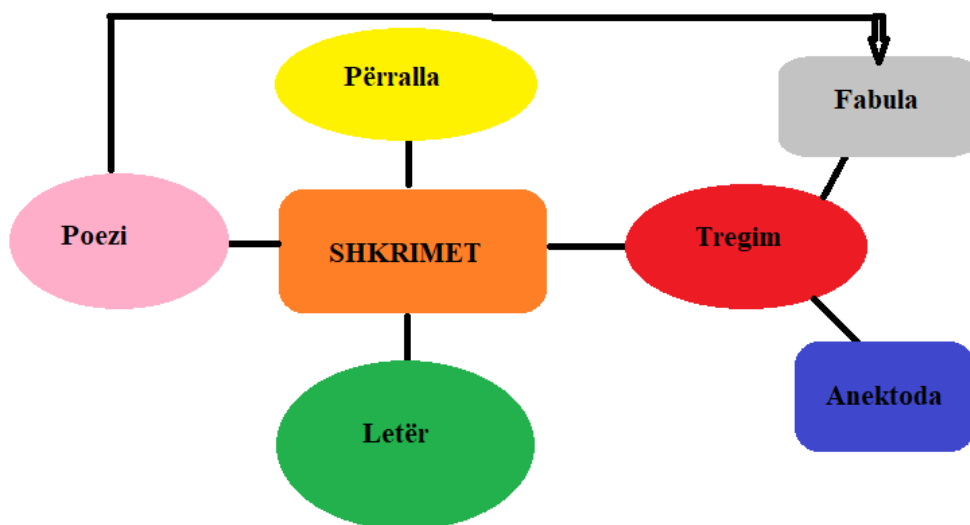 Përralla
Fabula
Poezi
SHKRIMET
Tregim
Anektoda
Letër